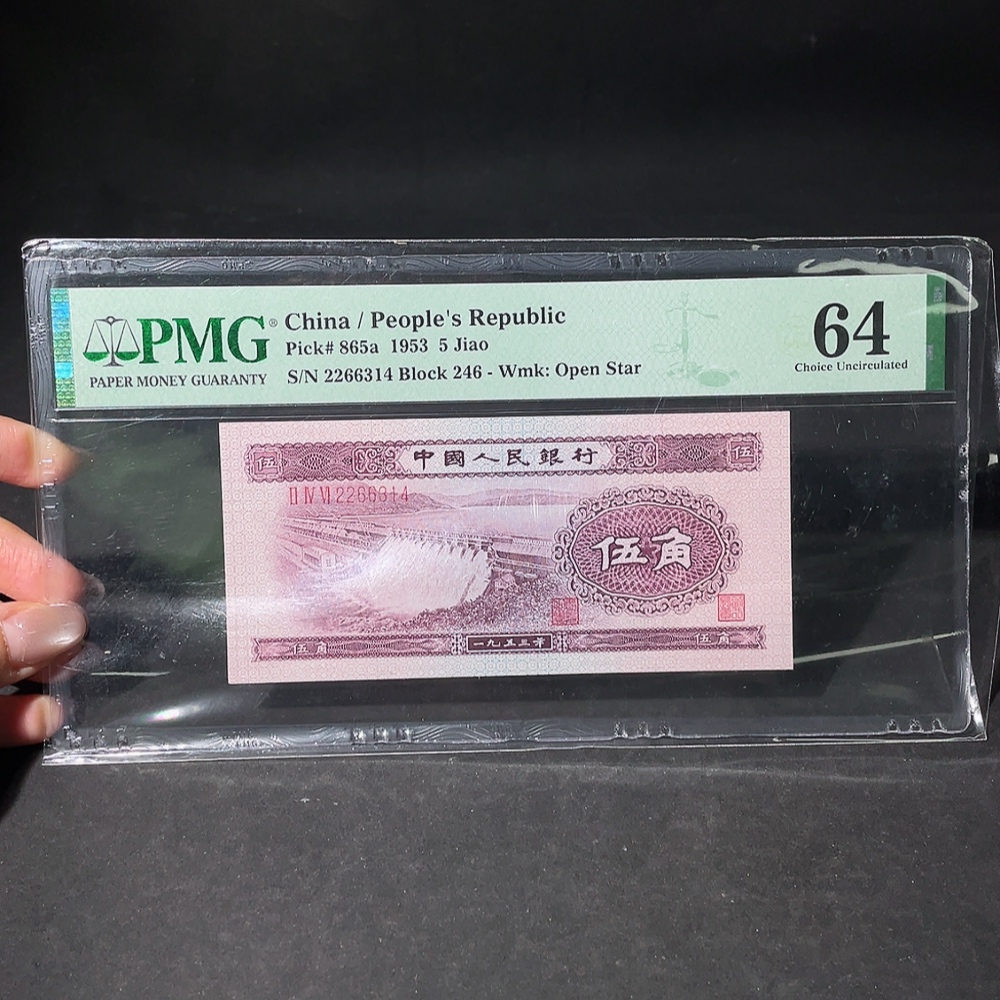 PMG®
PAPER MONEY GUARANTY
China / People's Republic
Pick# 865a 1953 5 Jiao
S/N 2266314 Block 246 - Wmk: Open Star
64
Choice Uncirculated
伍 中國人民銀行 伍
II IV VI 2266314
伍角
伍角 一九五三年 伍角